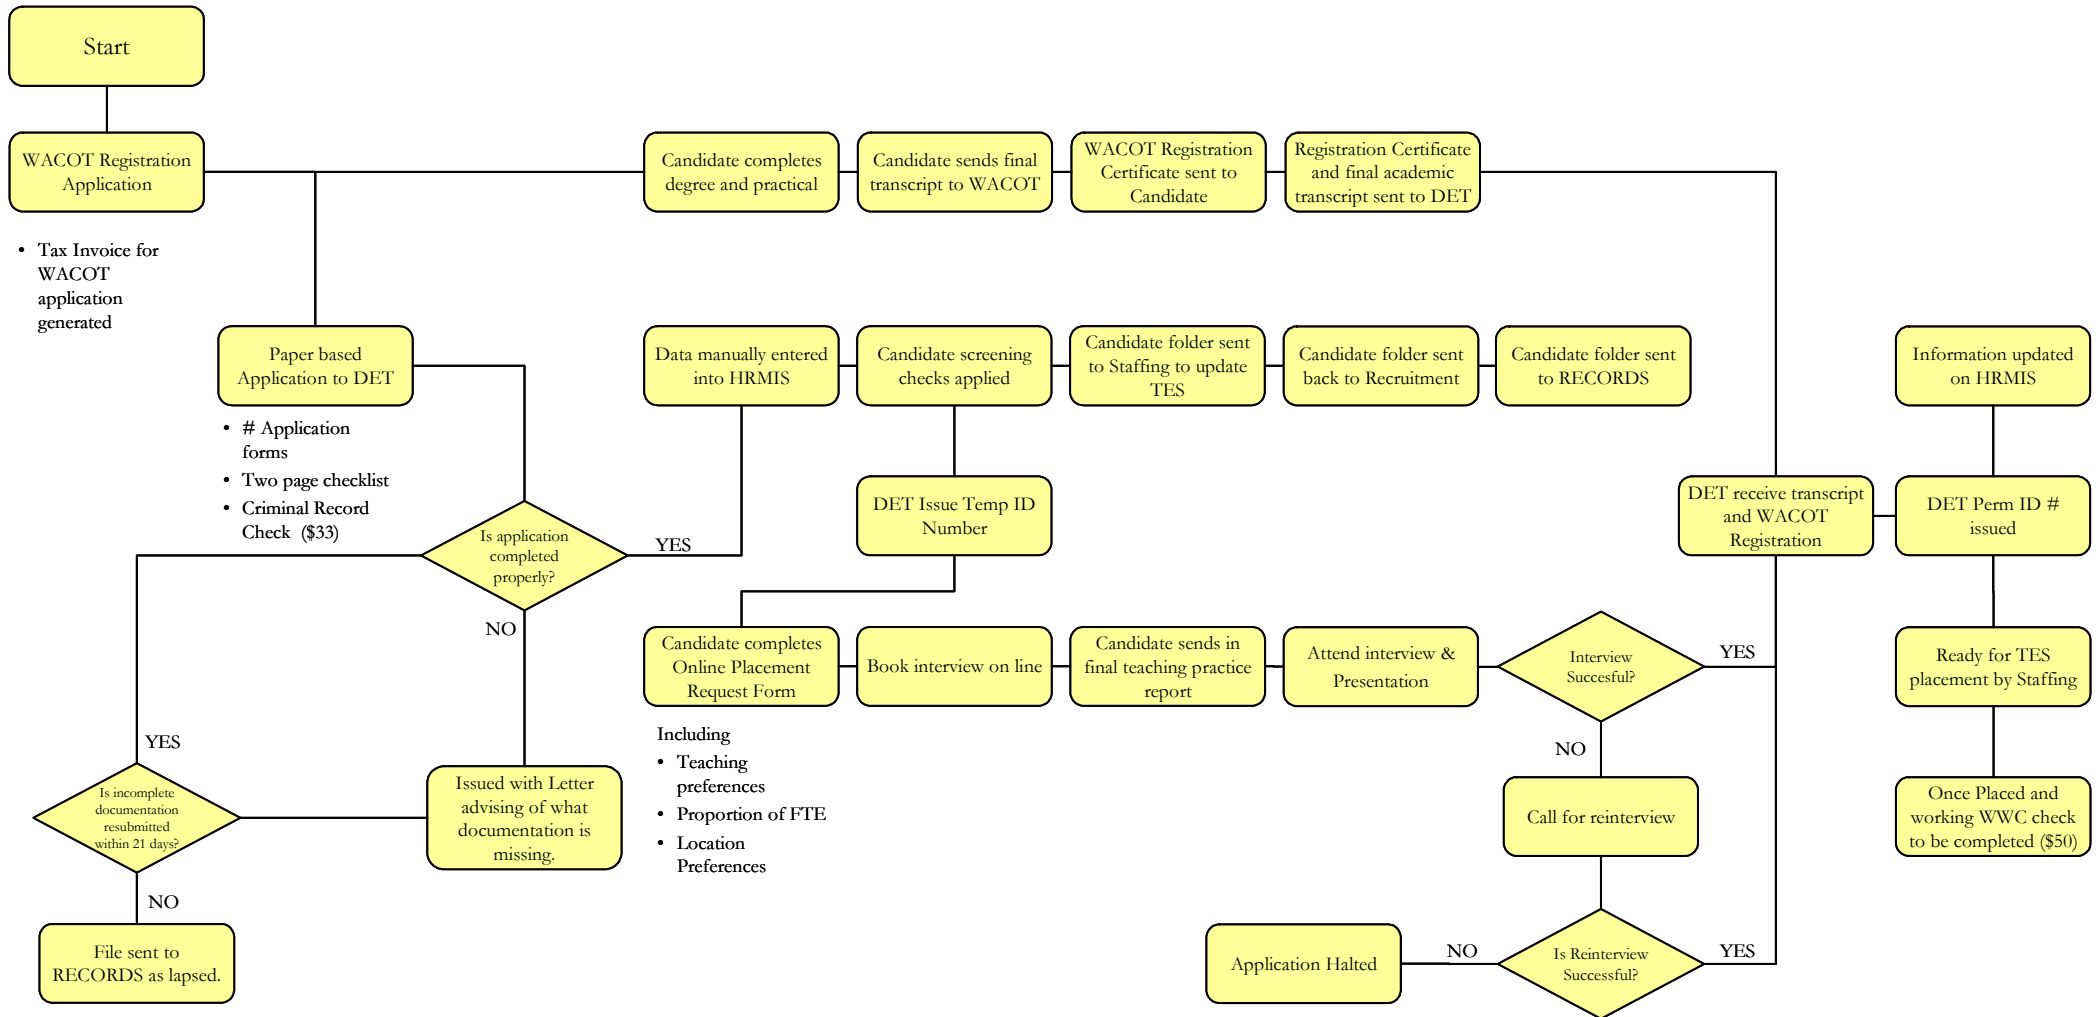 Start
WACOT Registration
Application
• Tax Invoice for
WACOT
application
generated
Candidate completes
degree and practical
Candidate sends final
transcript to WACOT
WACOT Registration
Certificate sent to
Candidate
Registration Certificate
and final academic
transcript sent to DET
Paper based
Application to DET
• # Application
forms
• Two page checklist
• Criminal Record
Check ($33)
Data manually entered
into HRMIS
Candidate screening
checks applied
Candidate folder sent
to Staffing to update
TES
Candidate folder sent
back to Recruitment
Candidate folder sent
to RECORDS
Information updated
on HRMIS
Is application
completed
properly?
YES
NO
DET Issue Temp ID
Number
DET receive transcript
and WACOT
Registration
DET Perm ID #
issued
Candidate completes
Online Placement
Request Form
Including
• Teaching
preferences
• Proportion of FTE
• Location
Preferences
Book interview on line
Candidate sends in
final teaching practice
report
Attend interview &
Presentation
Interview
Succesful?
YES
NO
Ready for TES
placement by Staffing
YES
Is incomplete
documentation
resubmitted
within 21 days?
NO
Issued with Letter
advising of what
documentation is
missing.
Call for reinterview
Once Placed and
working WWC check
to be completed ($50)
File sent to
RECORDS as lapsed.
Application Halted
NO
Is Reinterview
Successful?
YES